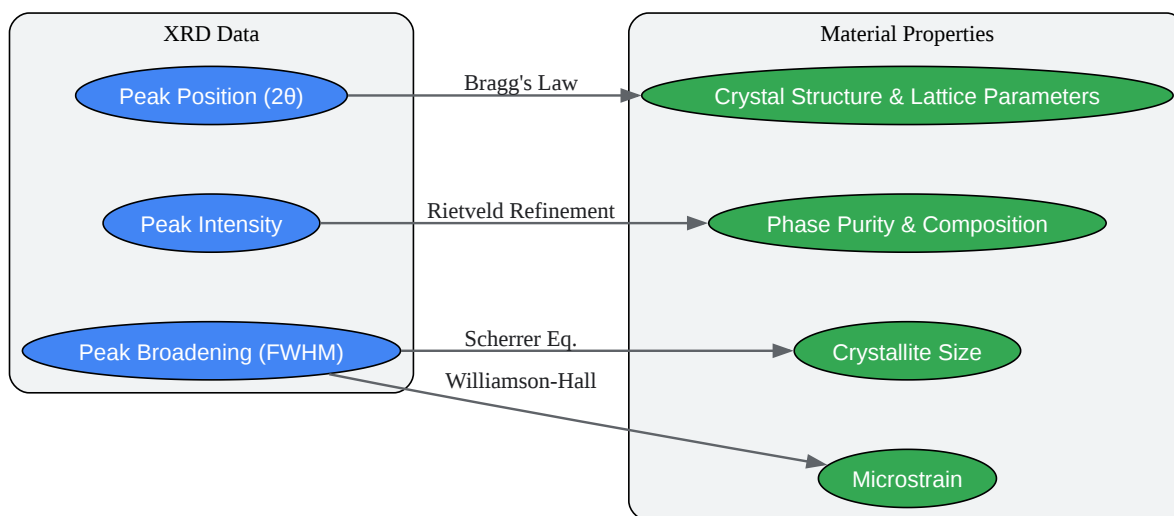 XRD Data
Material Properties
Peak Position (2θ)
Bragg's Law
Crystal Structure & Lattice Parameters
Peak Intensity
Rietveld Refinement
Phase Purity & Composition
Peak Broadening (FWHM)
Scherrer Eq.
Crystallite Size
Williamson-Hall
Microstrain